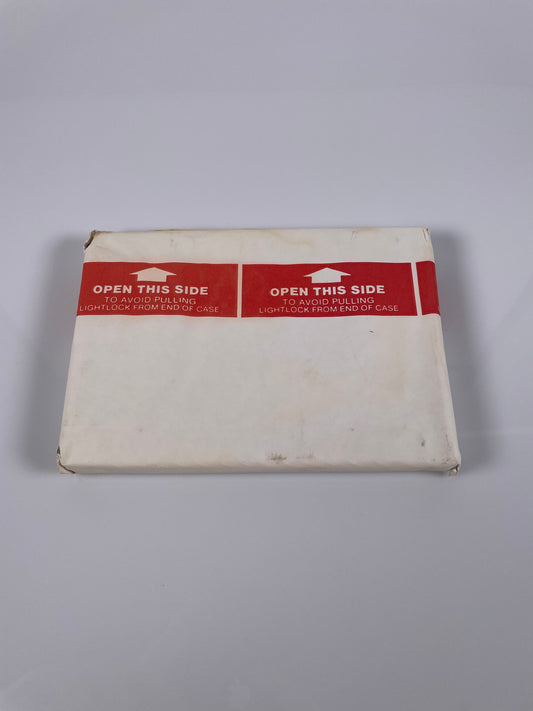 OPEN THIS SIDE
TO AVOID PULLING
LIGHTLOCK FROM END OF CASE
OPEN THIS SIDE
TO AVOID PULLING
LIGHTLOCK FROM END OF CASE